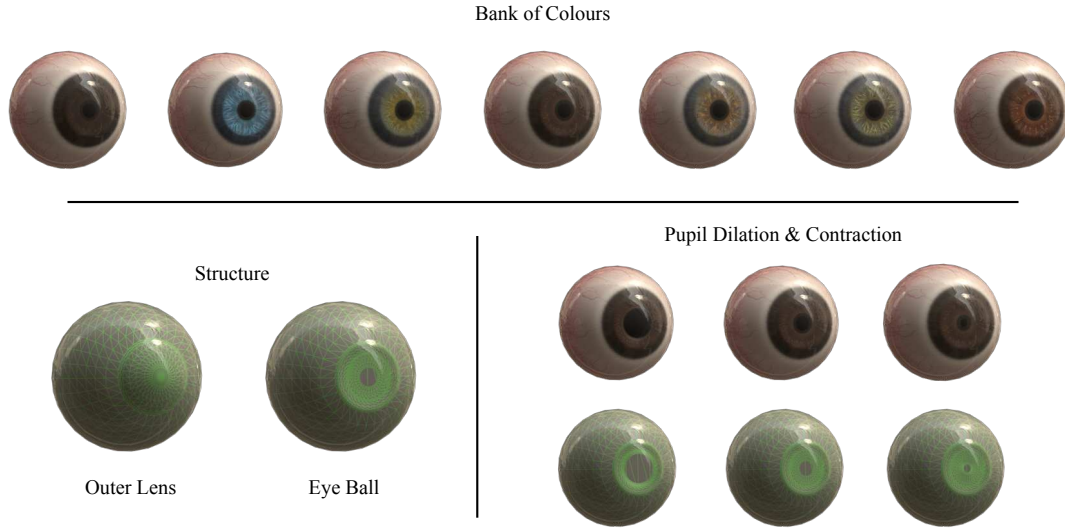 Bank of Colours
Pupil Dilation & Contraction
Structure
Outer Lens
Eye Ball